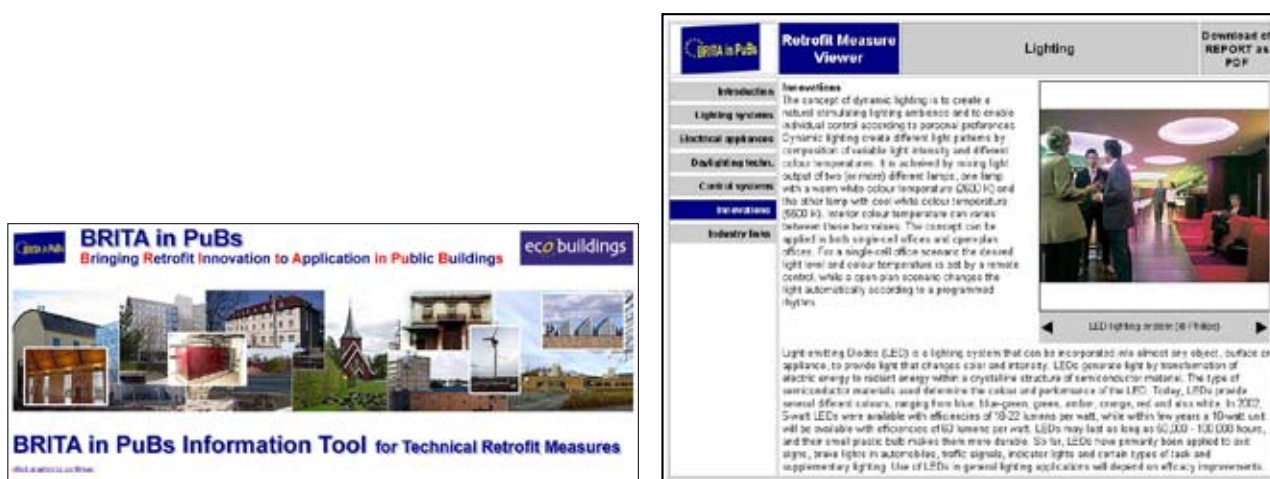 BRITA in PuBs
BRITA in PuBs
Bringing Retrofit Innovation to Application in Public Buildings
eco buildings
BRITA in PuBs Information Tool for Technical Retrofit Measures
BRITA in PuBs
Retrofit Measure
Viewer
Lighting
Download of
REPORT as
PDF
Introduction
Lighting systems
Electrical appliances
Daylighting techn.
Control systems
Innovations
Industry links
Innovations
The concept of dynamic lighting is to create a
natural stimulating lighting ambience and to enable
individual control according to personal preferences.
Dynamic lighting create different light patterns by
composition of variable light intensity and different
colour temperatures. It is achieved by mixing light
output of two (or more) different lamps, one lamp
with a warm white colour temperature (2600 K) and
the other lamp with cool white colour temperature
(6500 K). Interior colour temperature can varies
between these two values. The concept can be
applied in both single-cell offices and open-plan
offices. For a single-cell office scenario the desired
light level and colour temperature is set by a remote
control, while a open-plan scenario changes the
light automatically according to a programmed
rhythm.
LED lighting system (© Philips)
Light emitting Diodes (LED) is a lighting system that can be incorporated into almost any object, surface or
appliance, to provide light that changes color and intensity. LEDs generate light by transformation of
electric energy to radiant energy within a crystalline structure of semiconductor material. The type of
semiconductor materials used determine the colour and performance of the LED. Today, LEDs provide
several different colours, ranging from blue, blue-green, green, amber, orange, red and also white. In 2002,
5-watt LEDs were available with efficiencies of 18-22 lumens per watt, while within few years a 10-watt unit
will be available with efficiencies of 60 lumens per watt. LEDs may last as long as 50,000 - 100 000 hours,
and their small plastic bulb makes them more durable. So far, LEDs have primarily been applied to exit
signs, brake lights in automobiles, traffic signals, indicator lights and certain types of task and
supplementary lighting. Use of LEDs in general lighting applications will depend on efficacy improvements.